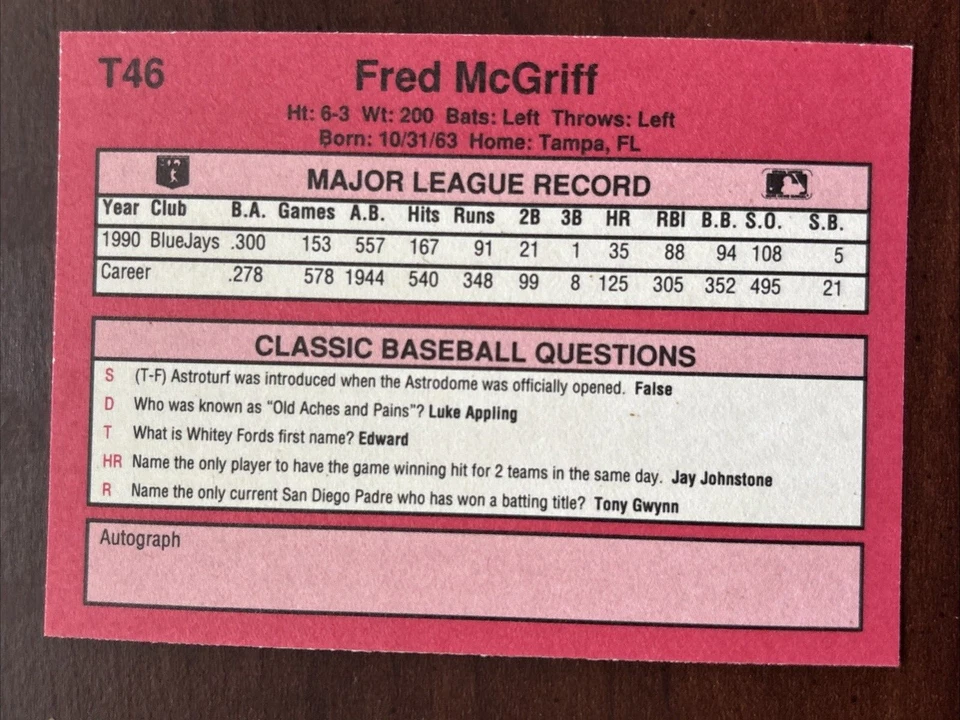 T46
Fred McGriff
Ht: 6-3 Wt: 200 Bats: Left Throws: Left
Born: 10/31/63 Home: Tampa, FL
MAJOR LEAGUE RECORD
Year Club B.A. Games A.B. Hits Runs 2B 3B HR RBI B.B. S.O. S.B.
1990 BlueJays .300 153 557 167 91 21 1 35 88 94 108 5
Career .278 578 1944 540 348 99 8 125 305 352 495 21
CLASSIC BASEBALL QUESTIONS
S (T-F) Astroturf was introduced when the Astrodome was officially opened. False
D Who was known as "Old Aches and Pains"? Luke Appling
T What is Whitey Fords first name? Edward
HR Name the only player to have the game winning hit for 2 teams in the same day. Jay Johnstone
R Name the only current San Diego Padre who has won a batting title? Tony Gwynn
Autograph